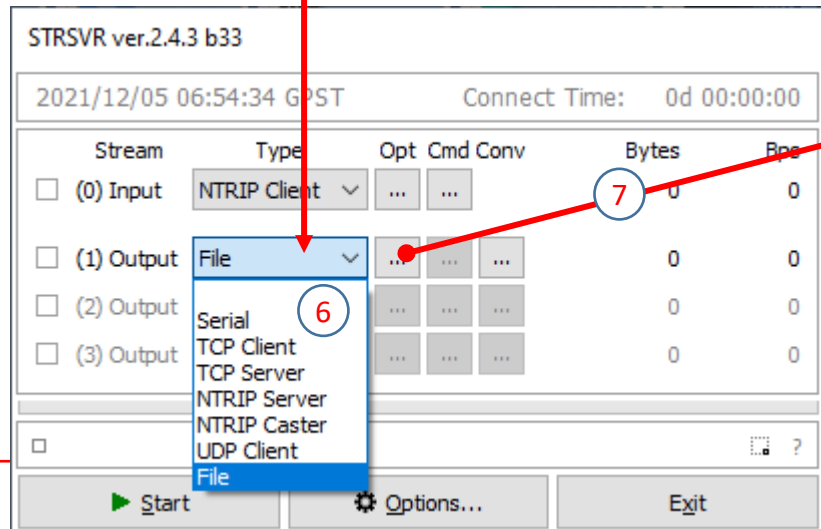 STRSVR ver.2.4.3 b33
2021/12/05 06:54:34 GPST Connect Time: 0d 00:00:00
Stream Type Opt Cmd Conv Bytes Bps
(0) Input NTRIP Client ... ... 7 0 0
(1) Output File ... ... ... 0 0
(2) Output 6 ... ... ... 0 0
Serial
TCP Client
(3) Output ... ... ... 0 0
TCP Server
NTRIP Server
NTRIP Caster
UDP Client
?
File
Start Options... Exit